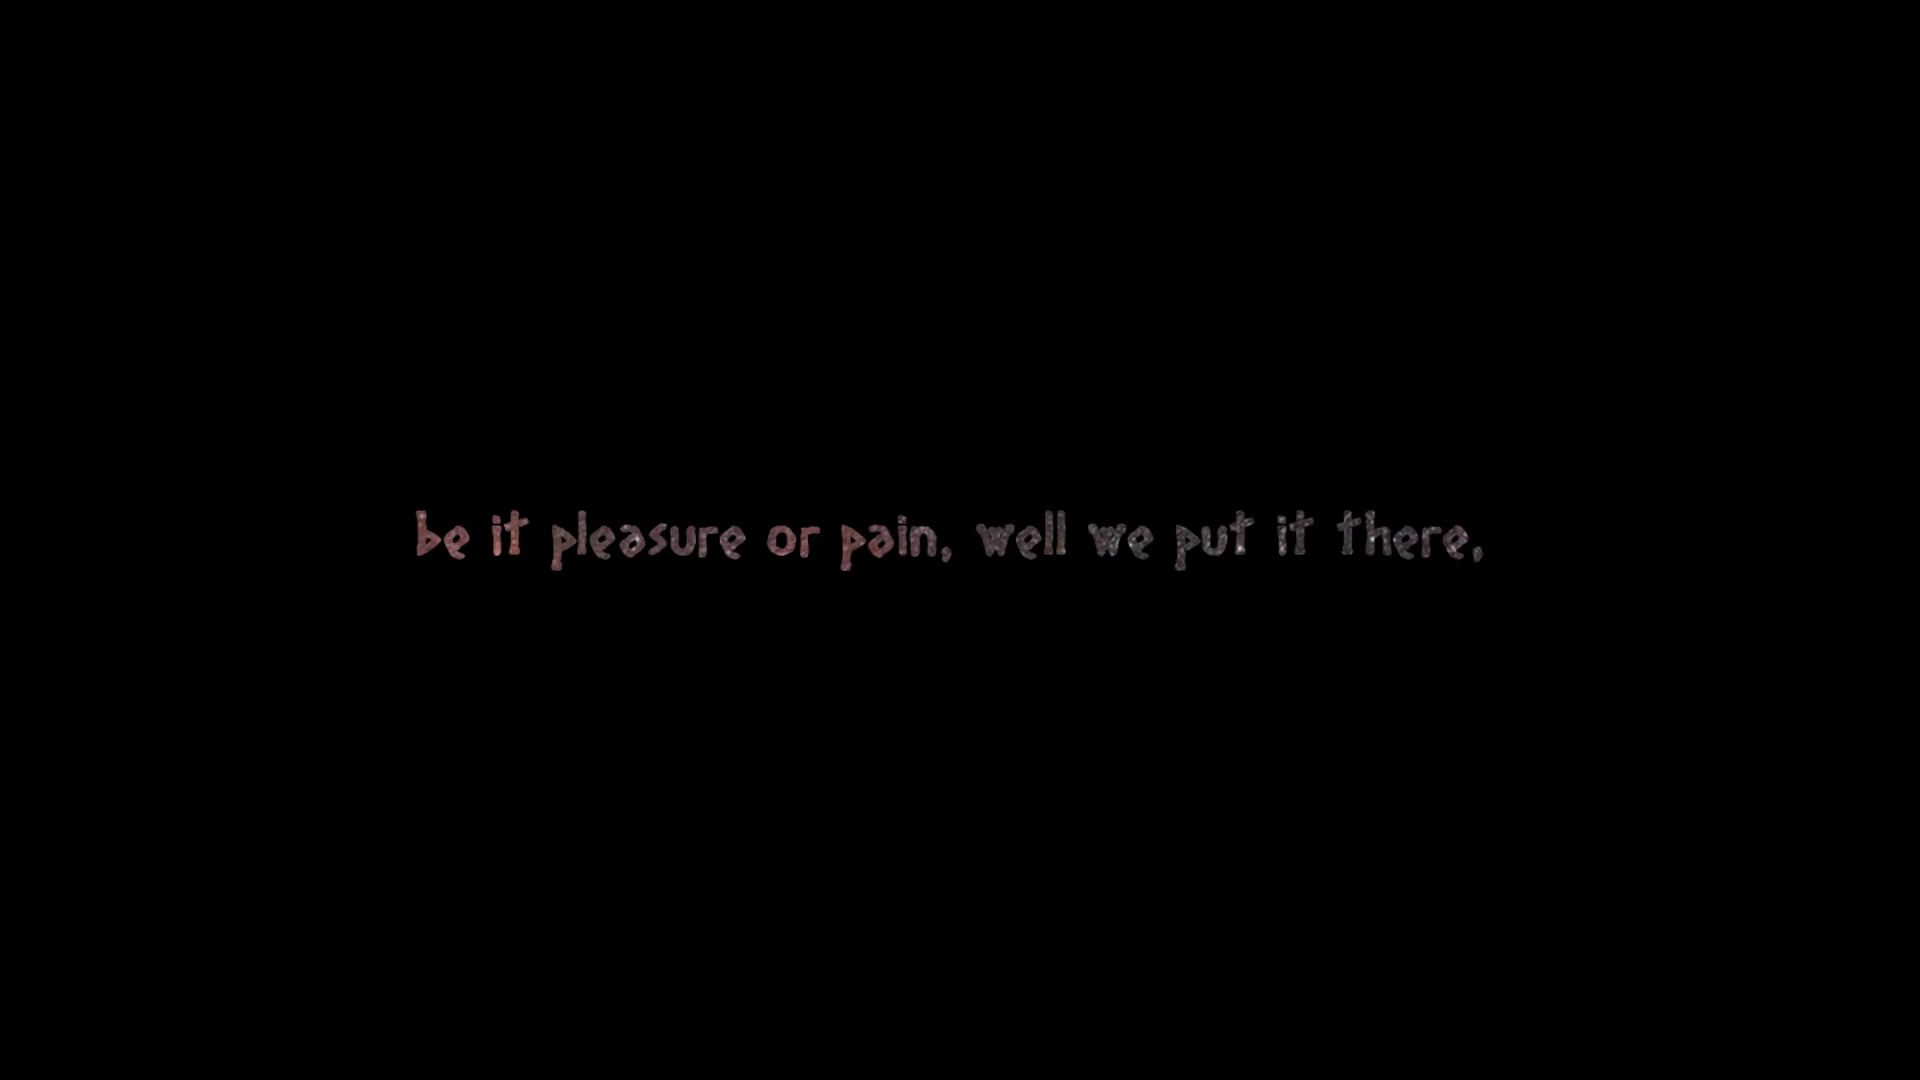 be it pleasure or pain, well we put it there,